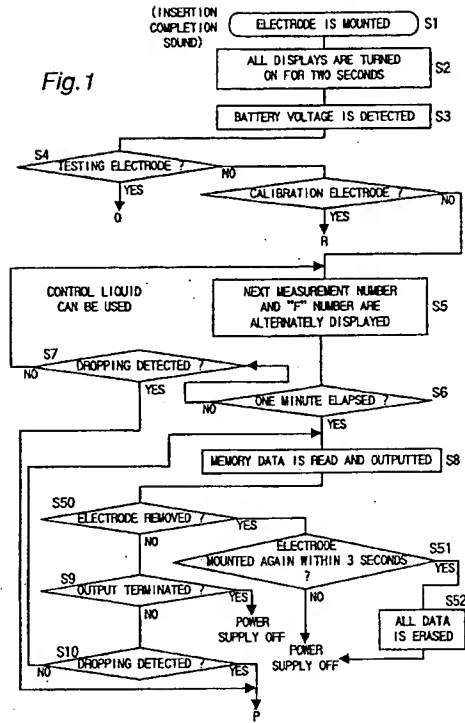 (INSERTION
COMPLETION
SOUND)
ELECTRODE IS MOUNTED
S1
Fig.1
ALL DISPLAYS ARE TURNED
ON FOR TWO SECONDS
S2
BATTERY VOLTAGE IS DETECTED
S3
S4
TESTING ELECTRODE ?
NO
YES
O
CALIBRATION ELECTRODE ?
NO
YES
R
CONTROL LIQUID
CAN BE USED
NEXT MEASUREMENT NUMBER
AND "F" NUMBER ARE
ALTERNATELY DISPLAYED
S5
S7
DROPPING DETECTED ?
NO
YES
ONE MINUTE ELAPSED ?
S6
NO
YES
MEMORY DATA IS READ AND OUTPUTTED
S8
S50
ELECTRODE REMOVED ?
YES
NO
ELECTRODE
MOUNTED AGAIN WITHIN 3 SECONDS
?
S51
YES
NO
S9
OUTPUT TERMINATED ?
YES
NO
POWER
SUPPLY OFF
S52
ALL DATA
IS ERASED
POWER
SUPPLY OFF
S10
DROPPING DETECTED ?
NO
YES
P